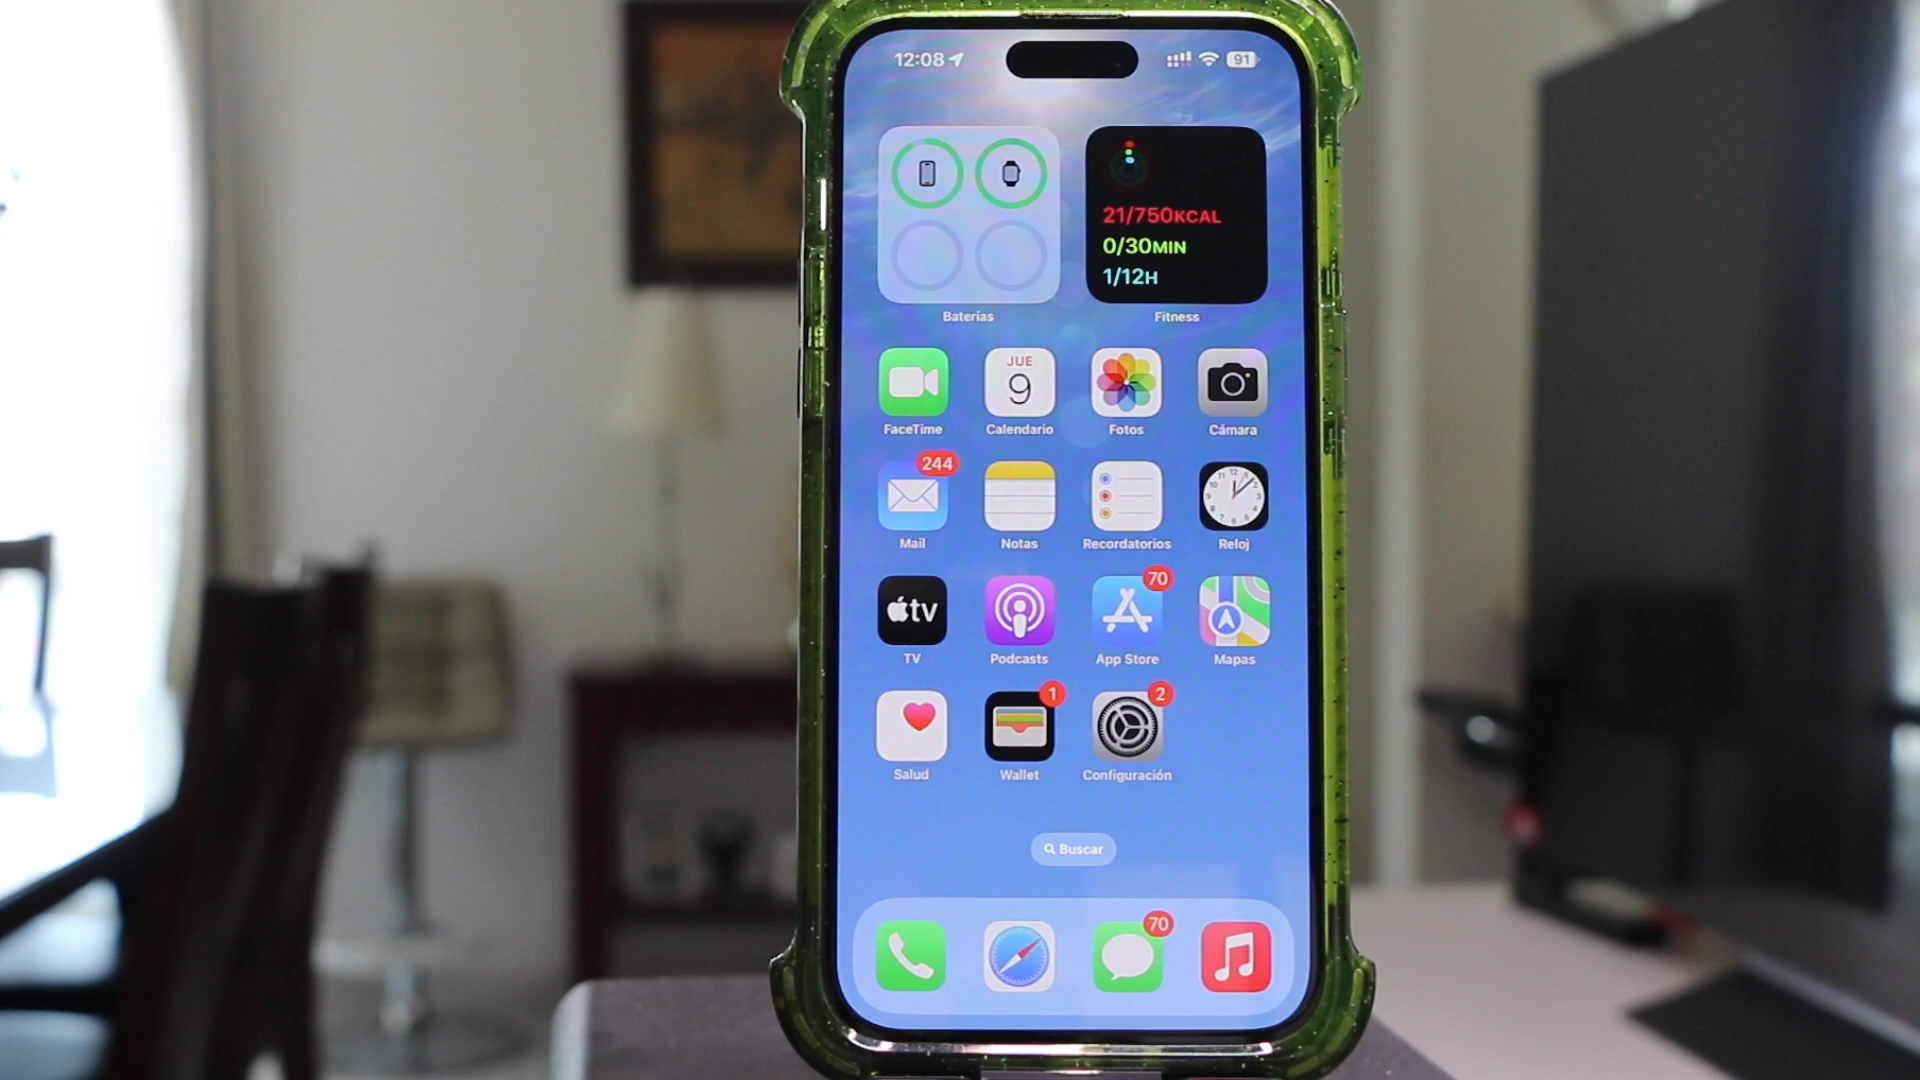 12:08
91
21/750KCAL
0/30MIN
1/12H
Baterías
Fitness
JUE
9
FaceTime
Calendario
Fotos
Cámara
244
Mail
Notas
Recordatorios
Reloj
tv
70
TV
Podcasts
App Store
Mapas
1
2
Salud
Wallet
Configuración
Buscar
70